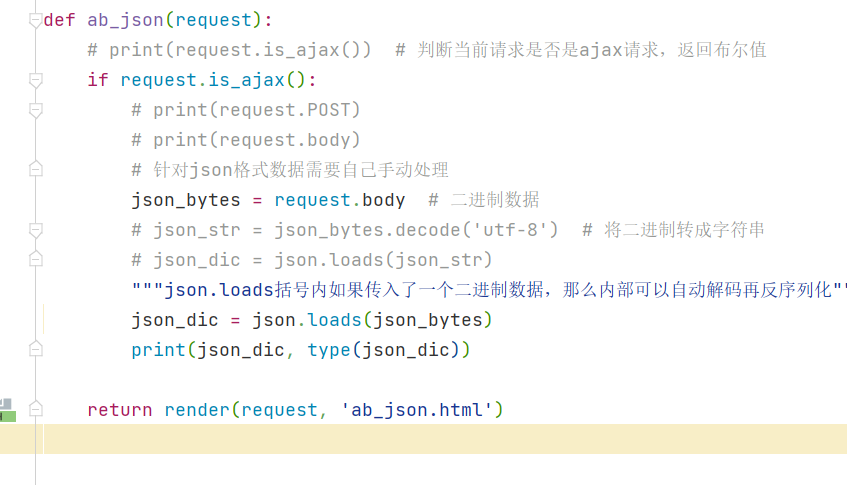 def ab_json(request):
    # print(request.is_ajax())  # 判断当前请求是否是ajax请求，返回布尔值
    if request.is_ajax():
        # print(request.POST)
        # print(request.body)
        # 针对json格式数据需要自己手动处理
        json_bytes = request.body  # 二进制数据
        # json_str = json_bytes.decode('utf-8')  # 将二进制转成字符串
        # json_dic = json.loads(json_str)
        """json.loads括号内如果传入了一个二进制数据，那么内部可以自动解码再反序列化"'
        json_dic = json.loads(json_bytes)
        print(json_dic, type(json_dic))
    return render(request, 'ab_json.html')